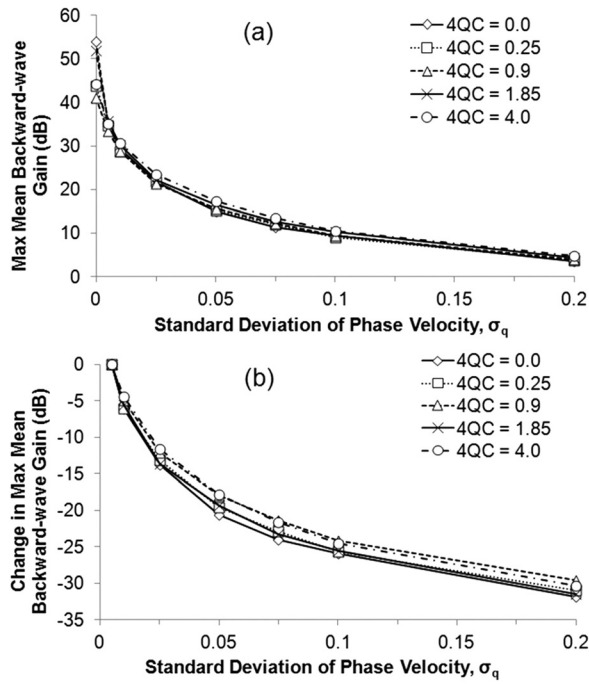 (a)
4QC = 0.0
4QC = 0.25
4QC = 0.9
4QC = 1.85
4QC = 4.0
Max Mean Backward-wave
Gain (dB)
60
50
40
30
20
10
0
0
0.05
0.1
0.15
0.2
Standard Deviation of Phase Velocity, σq
(b)
4QC = 0.0
4QC = 0.25
4QC = 0.9
4QC = 1.85
4QC = 4.0
Change in Max Mean
Backward-wave Gain (dB)
0
-5
-10
-15
-20
-25
-30
-35
0
0.05
0.1
0.15
0.2
Standard Deviation of Phase Velocity, σq